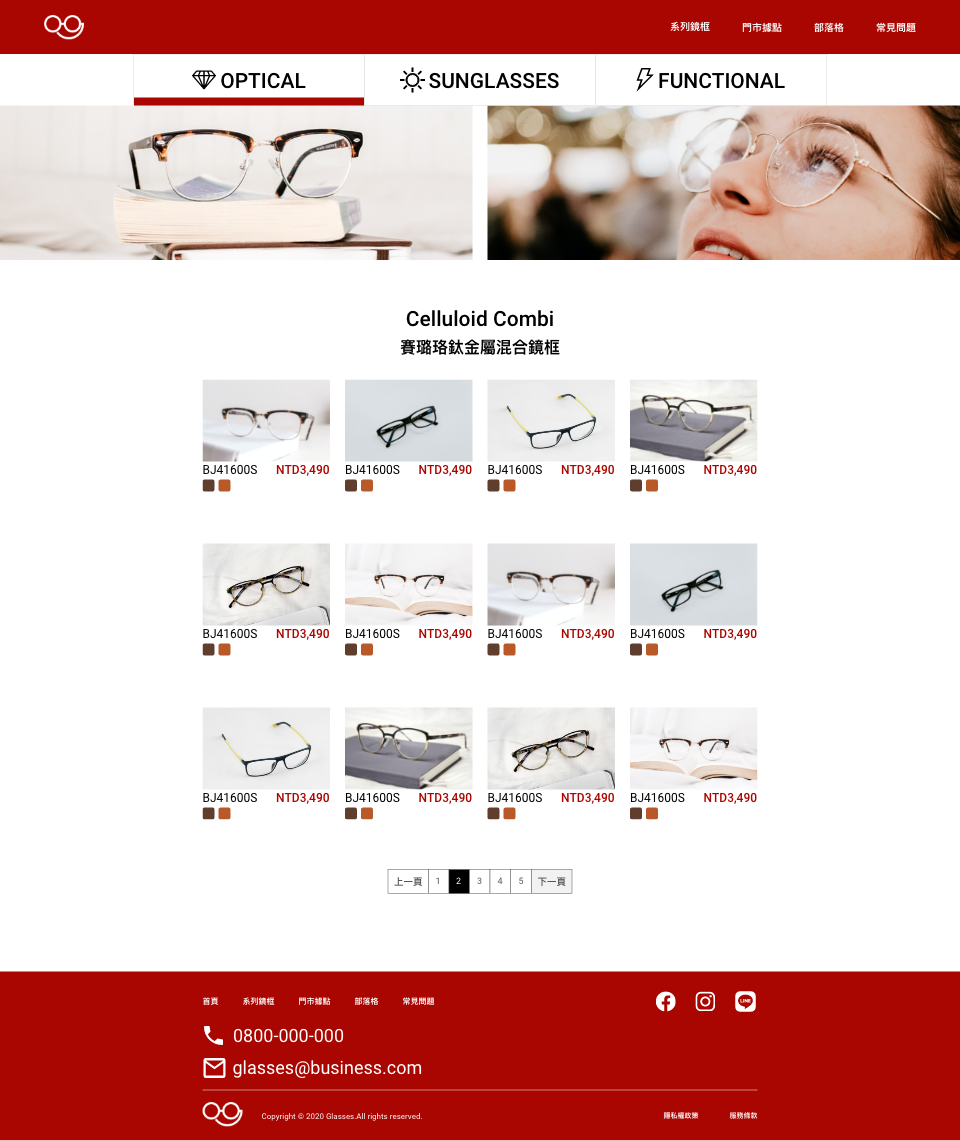 系列鏡框 門市據點 部落格 常見問題
OPTICAL SUNGLASSES FUNCTIONAL
Celluloid Combi
賽璐珞鈦金屬混合鏡框
BJ41600S NTD3,490 BJ41600S NTD3,490 BJ41600S NTD3,490 BJ41600S NTD3,490
BJ41600S NTD3,490 BJ41600S NTD3,490 BJ41600S NTD3,490 BJ41600S NTD3,490
BJ41600S NTD3,490 BJ41600S NTD3,490 BJ41600S NTD3,490 BJ41600S NTD3,490
上一頁 1 2 3 4 5 下一頁
首頁 系列鏡框 門市據點 部落格 常見問題
LINE
0800-000-000
glasses@business.com
Copyright © 2020 Glasses.All rights reserved. 隱私權政策 服務條款